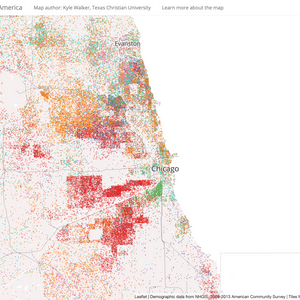 America Map author: Kyle Walker, Texas Christian University Learn more about the map
Evanston
Chicago
Leaflet | Demographic data from NHGIS, 2009-2013 American Community Survey | Tiles